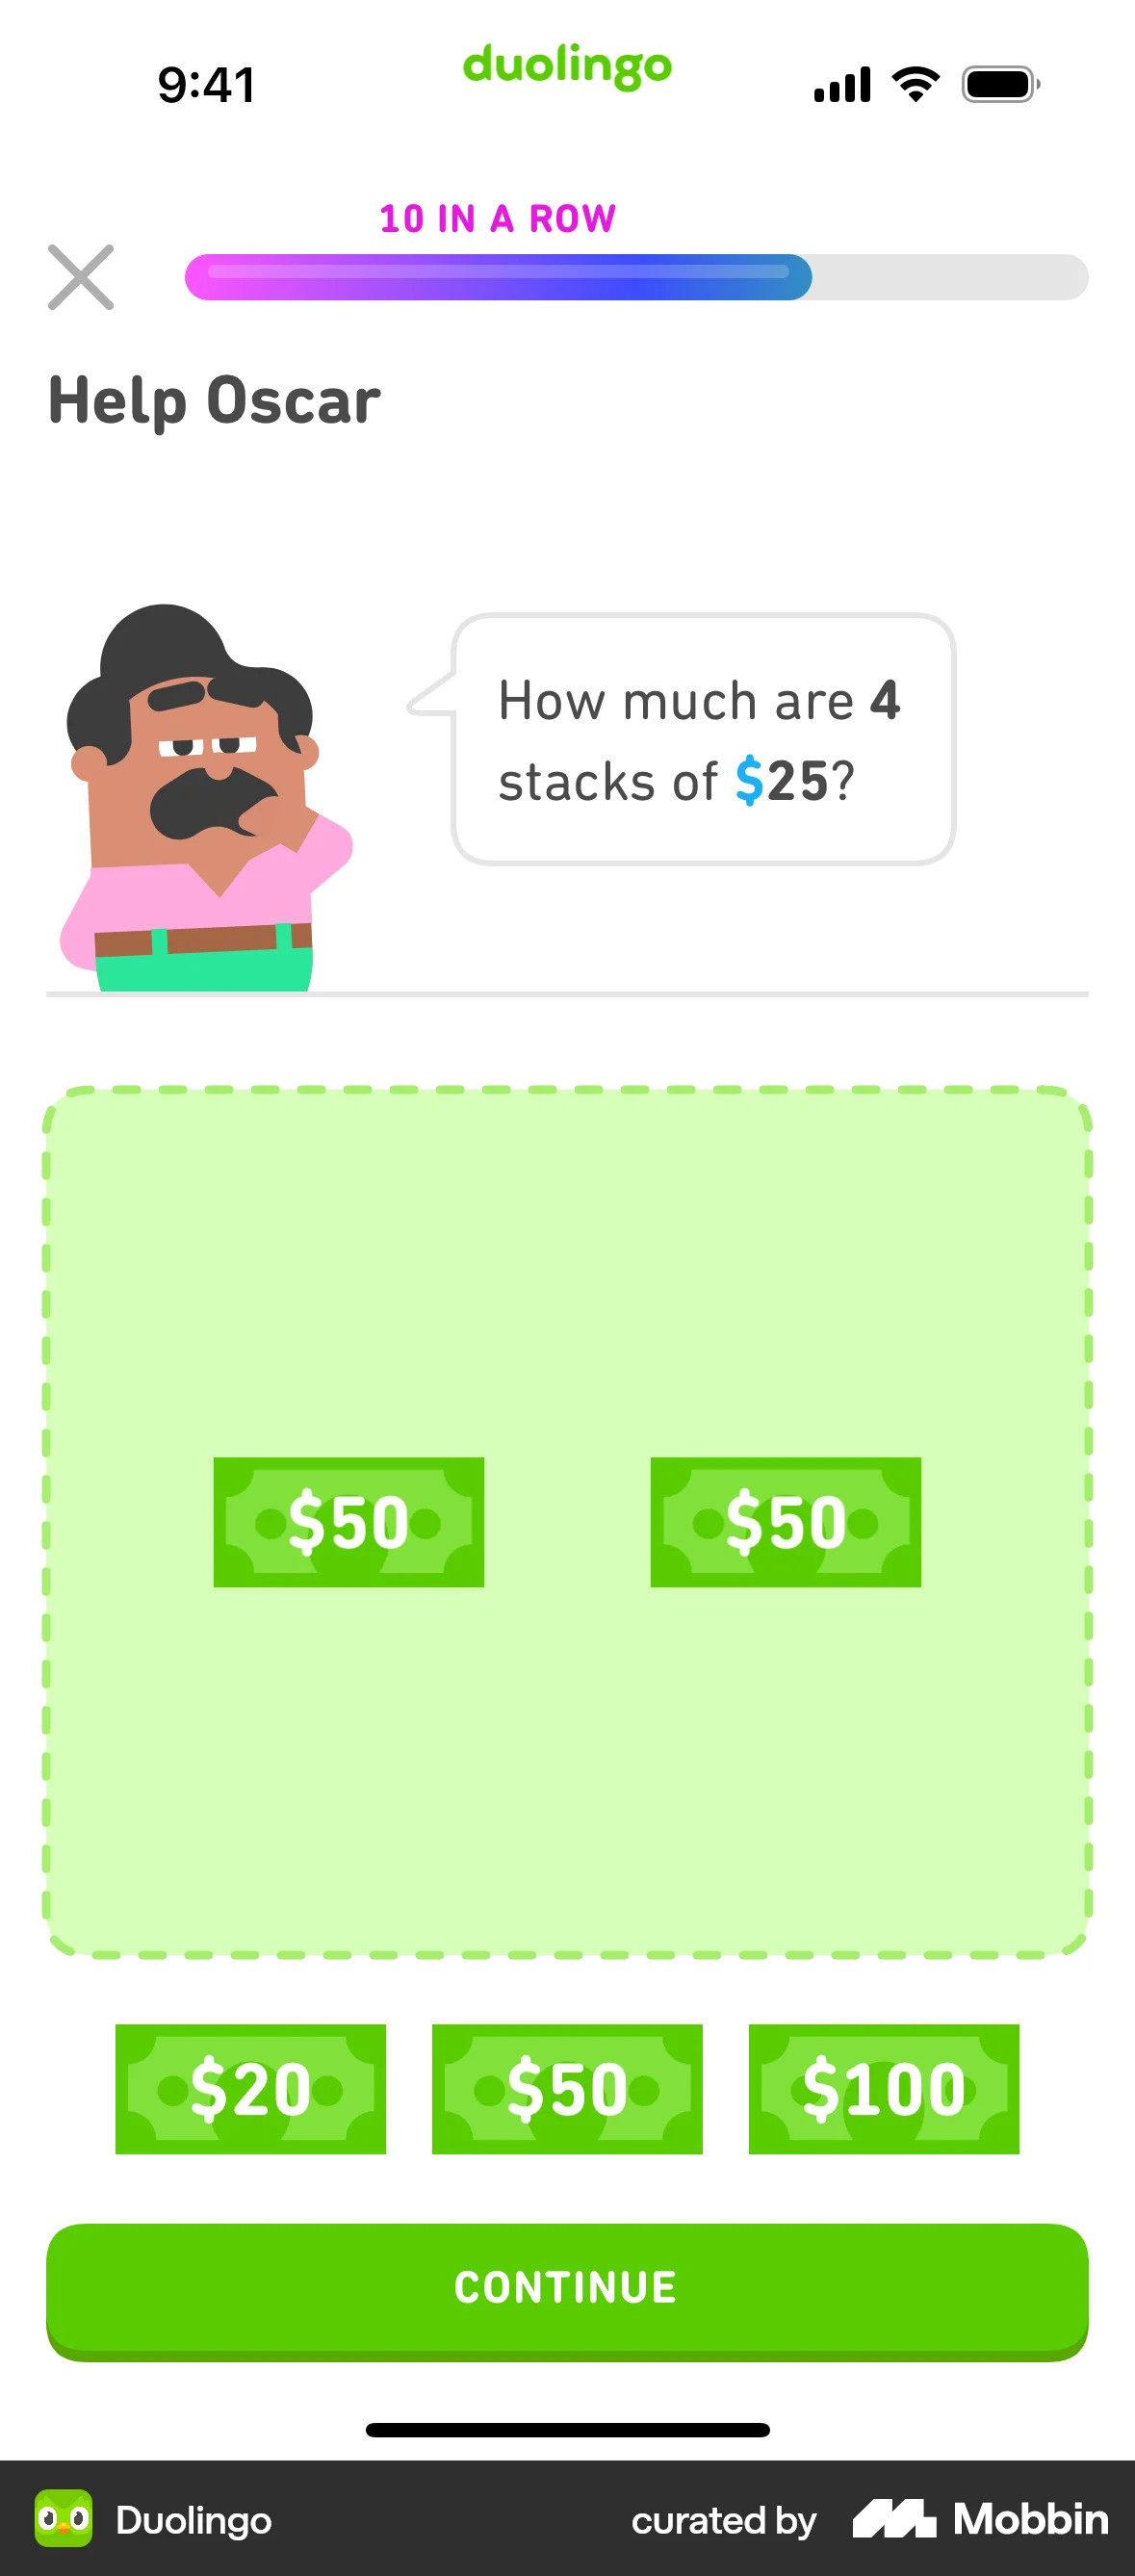 9:41
duolingo
10 IN A ROW
Help Oscar
How much are 4
stacks of $25?
$50 $50
$20 $50 $100
CONTINUE
Duolingo curated by Mobbin